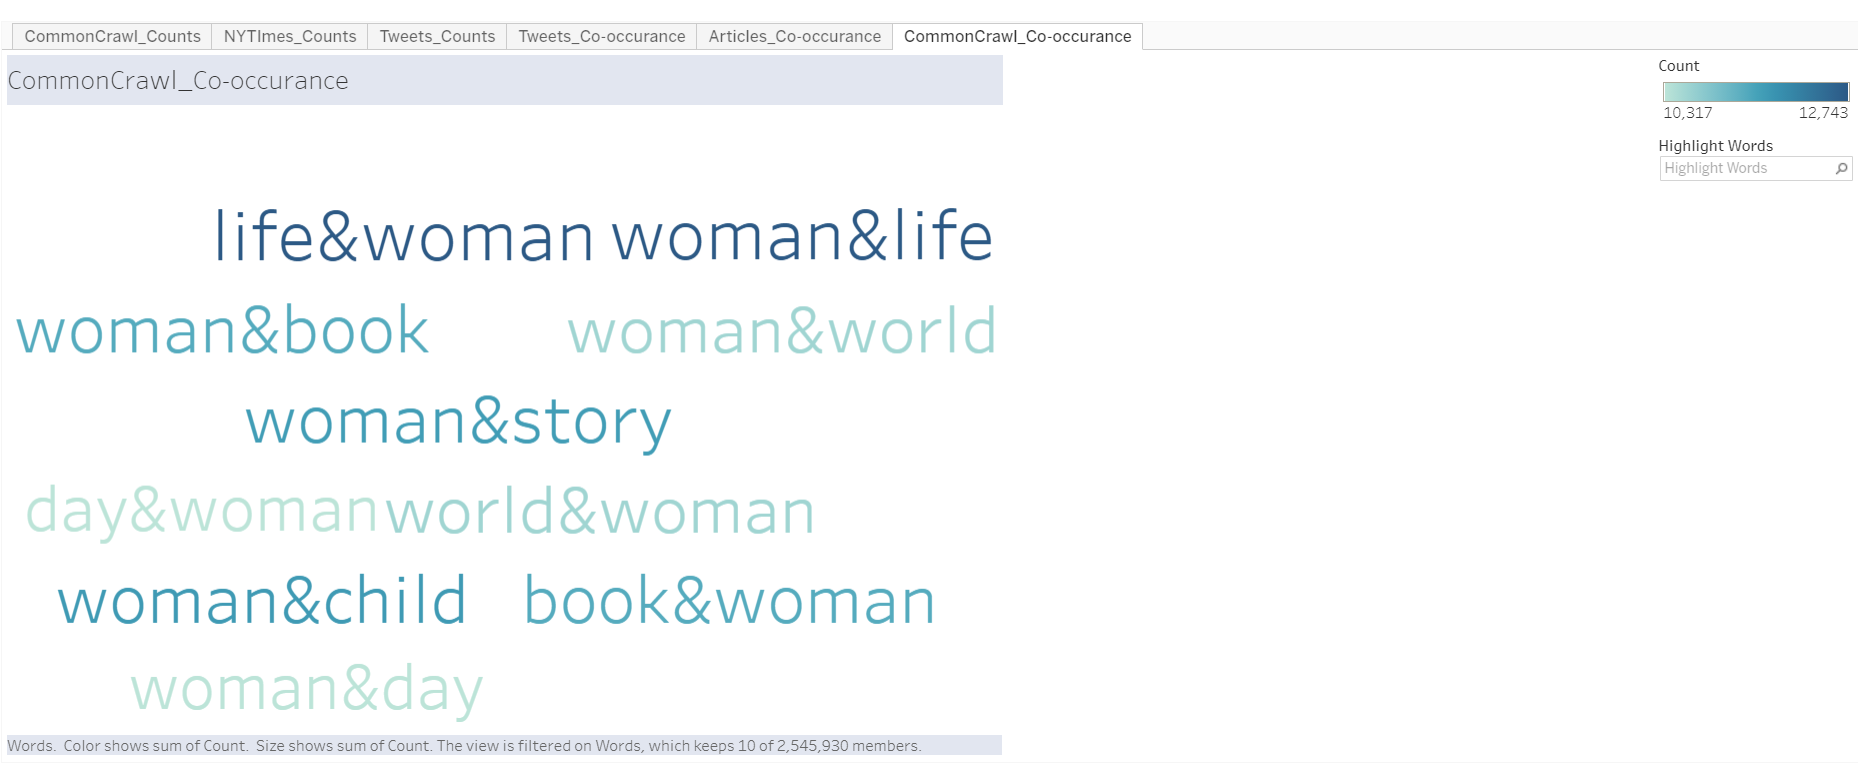 CommonCrawl_Counts NYTImes_Counts Tweets_Counts Tweets_Co-occurance Articles_Co-occurance CommonCrawl_Co-occurance
CommonCrawl_Co-occurance
Count
10,317 12,743
Highlight Words
Highlight Words
life&woman woman&life
woman&book woman&world
woman&story
day&woman world&woman
woman&child book&woman
woman&day
Words. Color shows sum of Count. Size shows sum of Count. The view is filtered on Words, which keeps 10 of 2,545,930 members.